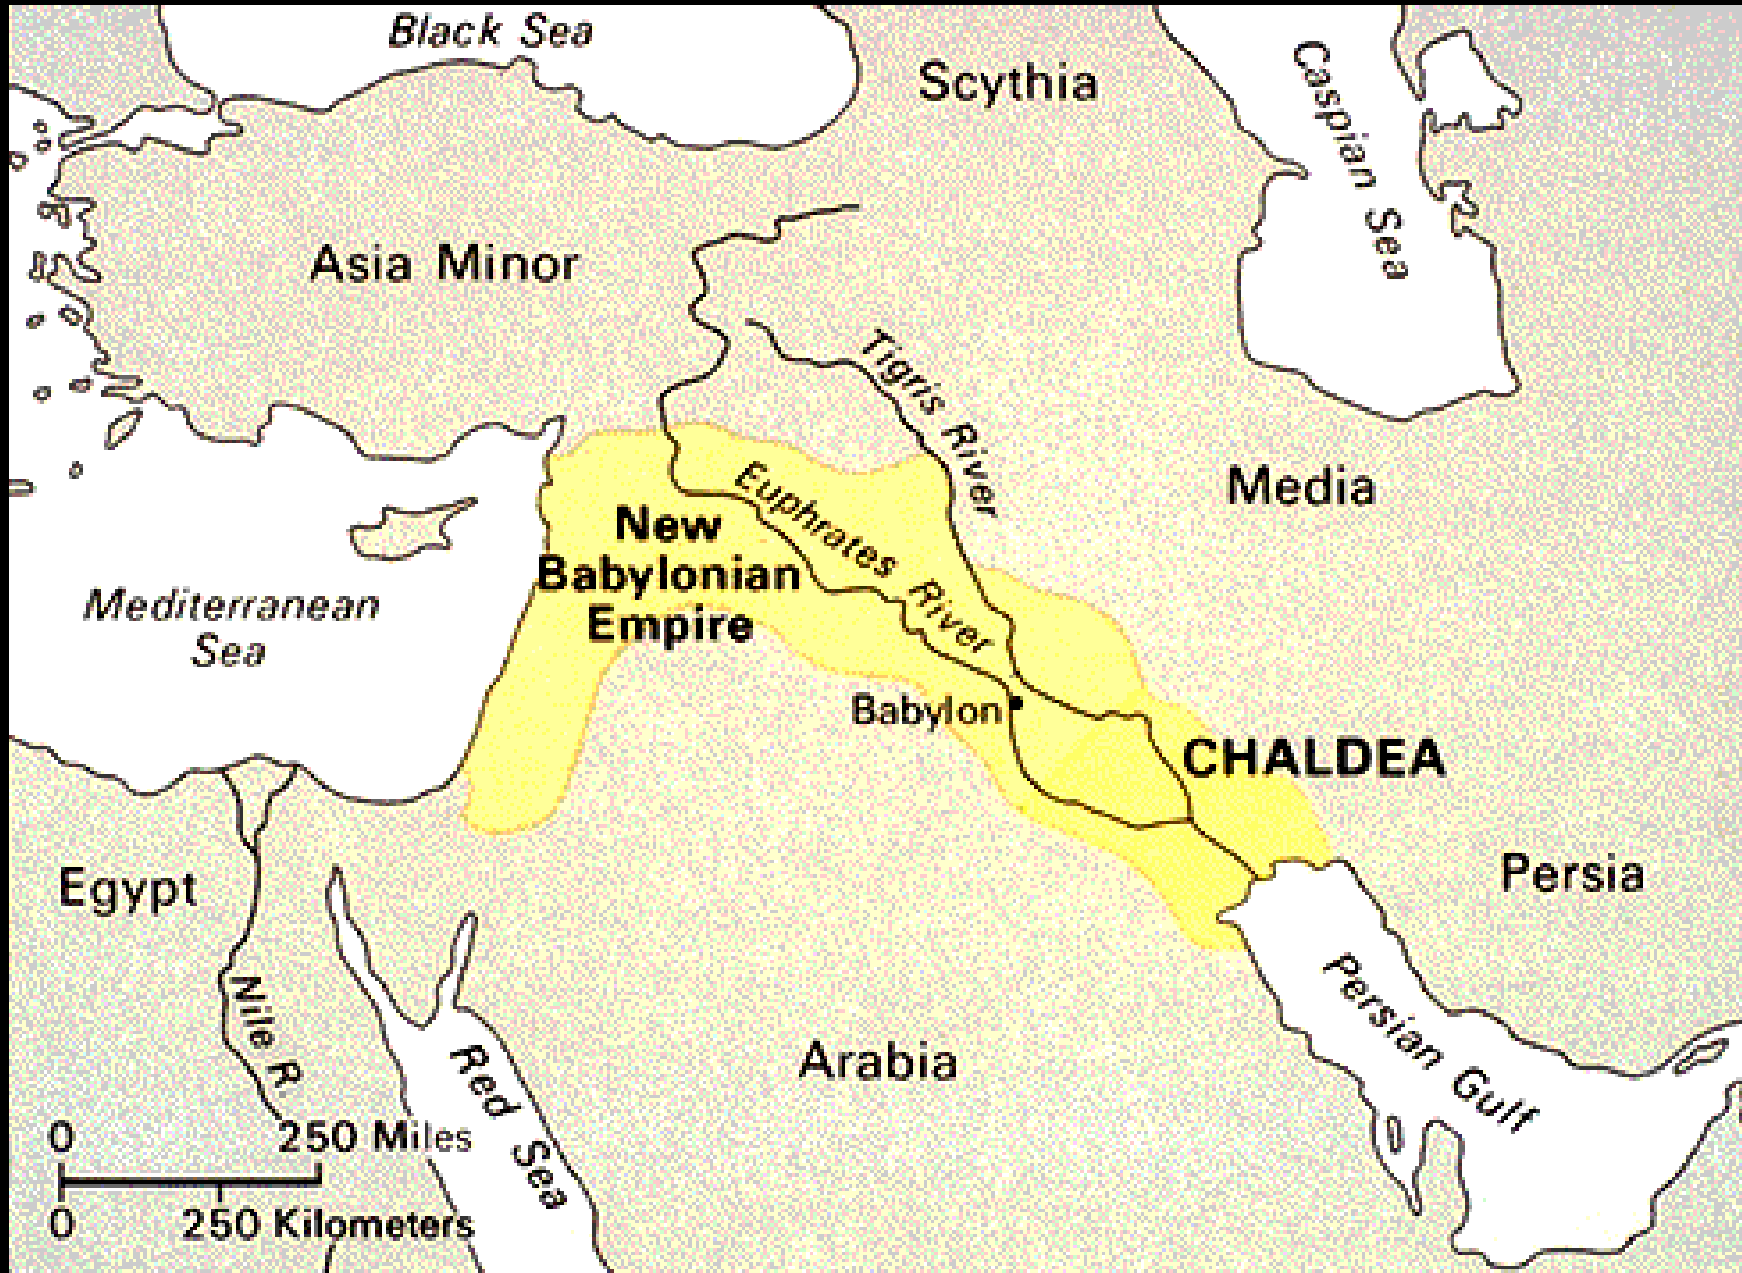 Black Sea
Scythia
Caspian Sea
Asia Minor
Tigris River
Media
Euphrates River
New
Babylonian
Empire
Mediterranean
Sea
Babylon
CHALDEA
Egypt
Persia
Nile R.
Persian Gulf
Arabia
Red Sea
0 250 Miles
0 250 Kilometers